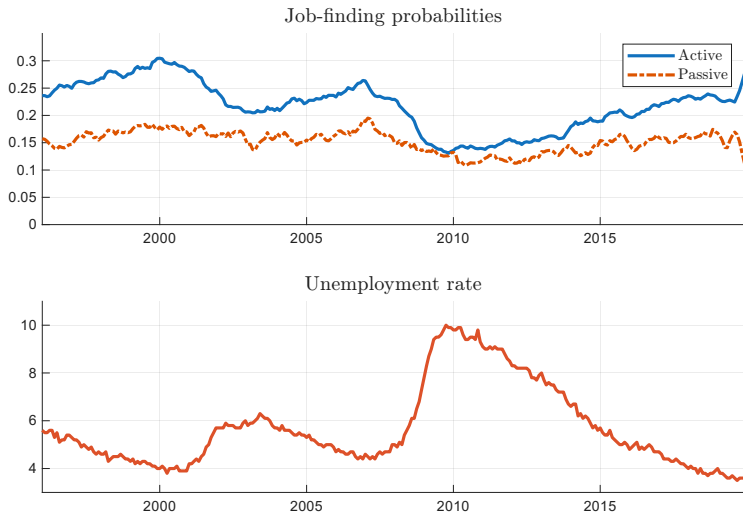 Job-finding probabilities
0.3
0.25
0.2
0.15
0.1
0.05
0
Active
Passive
2000 2005 2010 2015
Unemployment rate
10
8
6
4
2000 2005 2010 2015